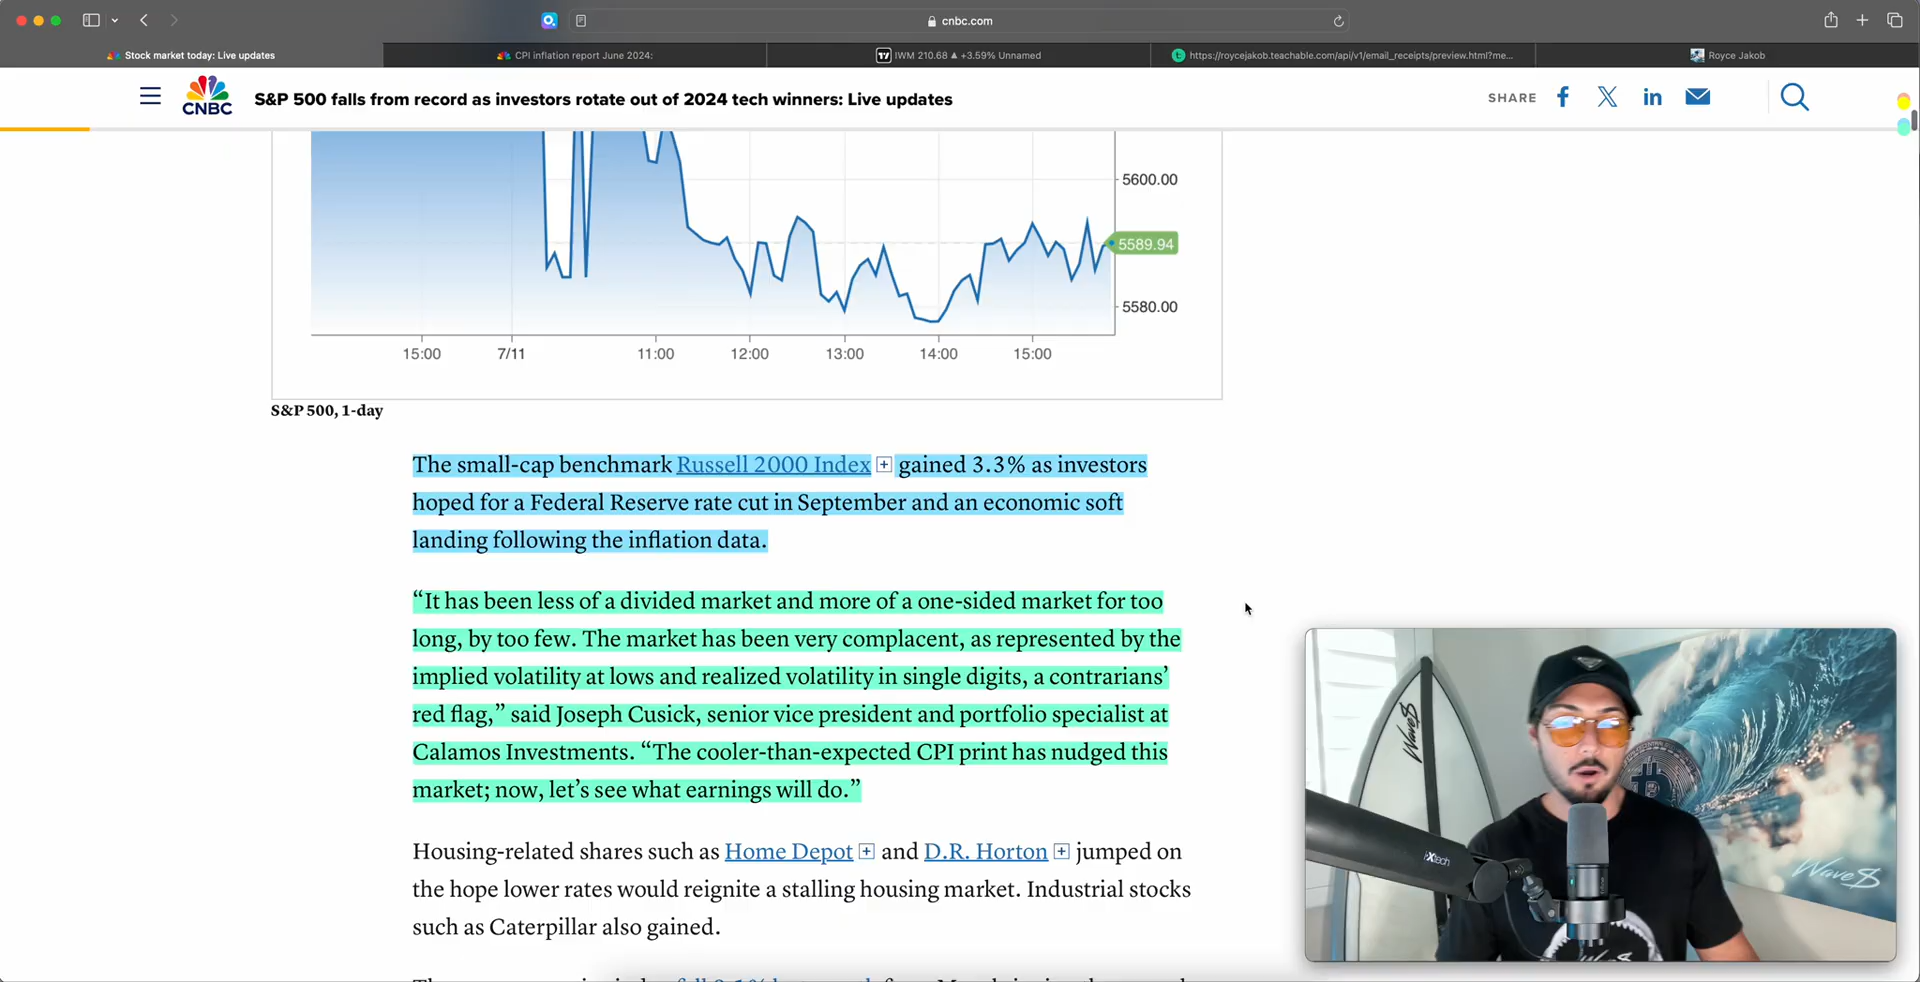 cnbc.com
Stock market today: Live updates
CPI inflation report June 2024:
IWM 210.68 ▲ +3.59% Unnamed
https://roycejakob.teachable.com/api/v1/email_receipts/preview.html?me...
Royce Jakob
CNBC
S&P 500 falls from record as investors rotate out of 2024 tech winners: Live updates
SHARE
5600.00
5589.94
5580.00
15:00 7/11 11:00 12:00 13:00 14:00 15:00
S&P 500, 1-day
The small-cap benchmark Russell 2000 Index gained 3.3% as investors
hoped for a Federal Reserve rate cut in September and an economic soft
landing following the inflation data.
“It has been less of a divided market and more of a one-sided market for too
long, by too few. The market has been very complacent, as represented by the
implied volatility at lows and realized volatility in single digits, a contrarians’
red flag,” said Joseph Cusick, senior vice president and portfolio specialist at
Calamos Investments. “The cooler-than-expected CPI print has nudged this
market; now, let’s see what earnings will do.”
Housing-related shares such as Home Depot and D.R. Horton jumped on
the hope lower rates would reignite a stalling housing market. Industrial stocks
such as Caterpillar also gained.
Wave$
Wave$